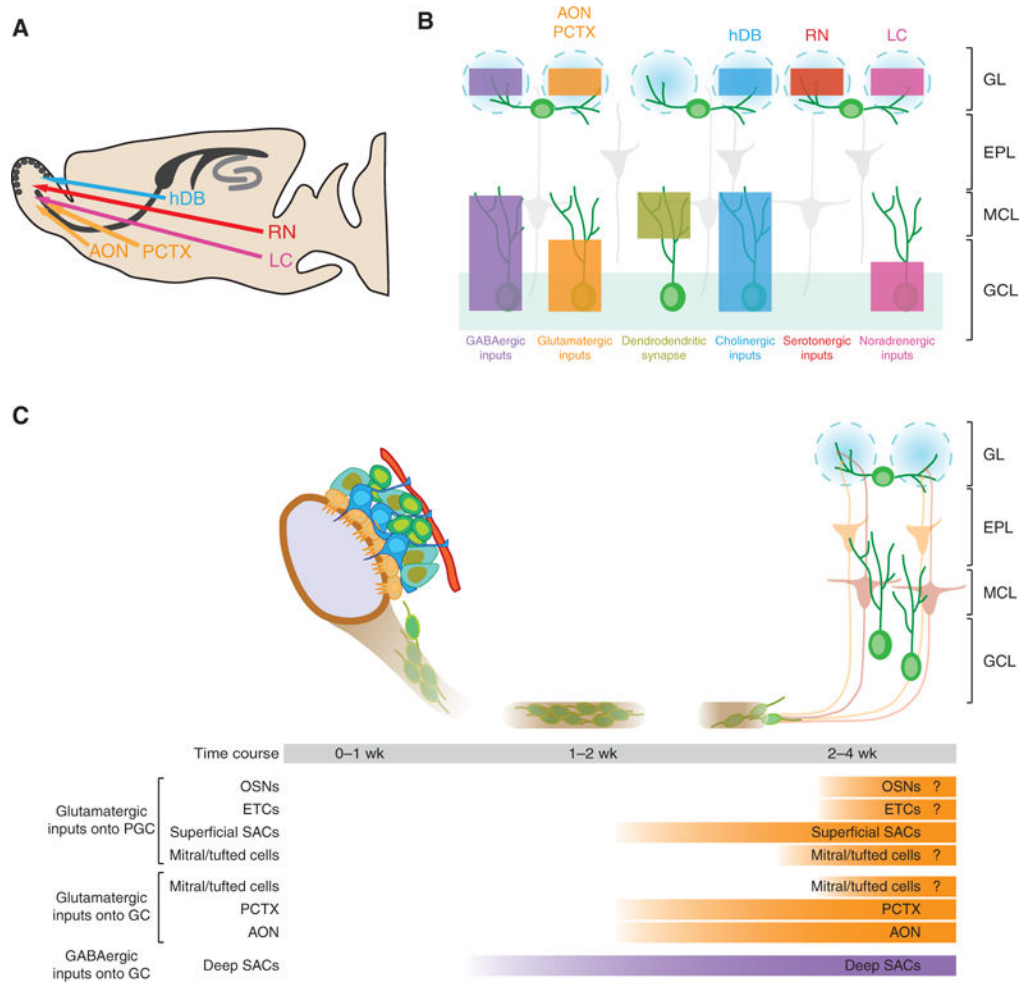 A
hDB
RN
AON PCTX
LC
B
AON
PCTX
hDB
RN
LC
GL
EPL
MCL
GCL
GABAergic
inputs
Glutamatergic
inputs
Dendrodendritic
synapse
Cholinergic
inputs
Serotonergic
inputs
Noradrenergic
inputs
C
GL
EPL
MCL
GCL
Time course 0–1 wk 1–2 wk 2–4 wk
Glutamatergic
inputs onto PGC
OSNs OSNs ?
ETCs ETCs ?
Superficial SACs Superficial SACs
Mitral/tufted cells Mitral/tufted cells ?
Glutamatergic
inputs onto GC
Mitral/tufted cells Mitral/tufted cells ?
PCTX PCTX
AON AON
GABAergic
inputs onto GC
Deep SACs Deep SACs